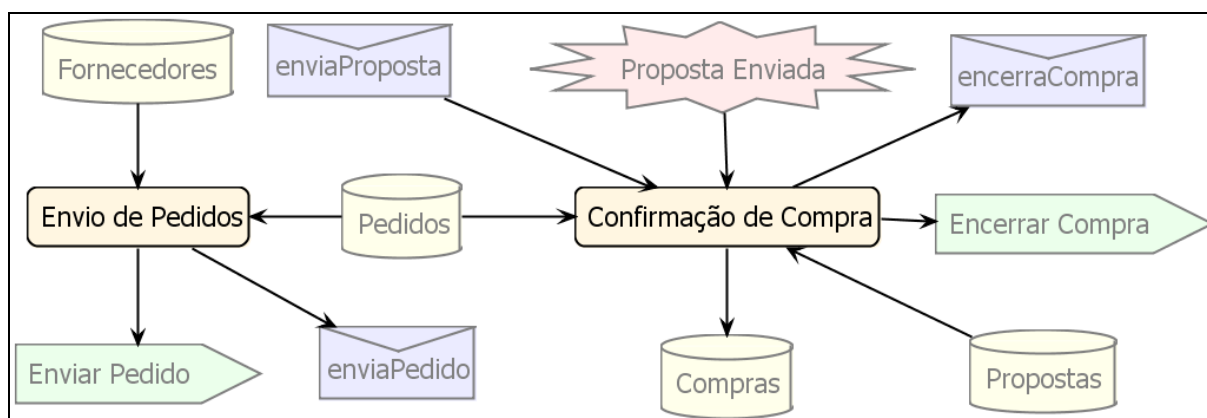 Fornecedores
enviaProposta
Proposta Enviada
encerraCompra
Envio de Pedidos
Pedidos
Confirmação de Compra
Encerrar Compra
Enviar Pedido
enviaPedido
Compras
Propostas